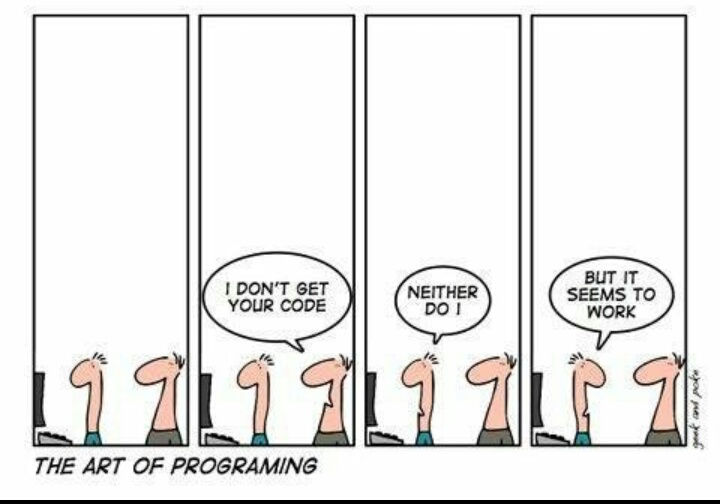 I DON'T GET
YOUR CODE
NEITHER
DO I
BUT IT
SEEMS TO
WORK
geek and poke
THE ART OF PROGRAMING